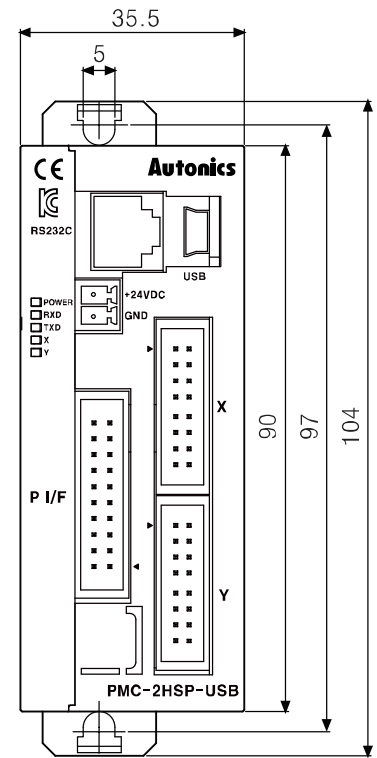 35.5
5
CE
Autonics
RS232C
USB
+24VDC
GND
POWER
RXD
TXD
X
Y
X
90
97
104
P I/F
Y
PMC-2HSP-USB